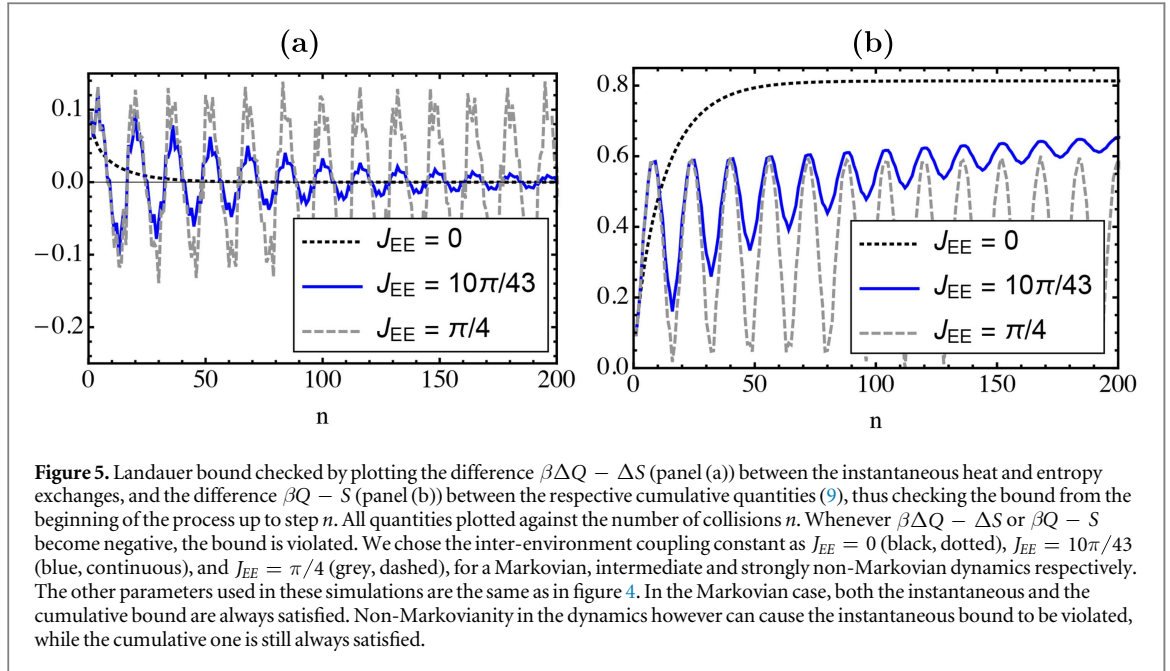 (a)
(b)
0.1
0.0
−0.1
−0.2
0
50
100
150
200
n
J_EE = 0
J_EE = 10π/43
J_EE = π/4
0.8
0.6
0.4
0.2
0.0
0
50
100
150
200
n
J_EE = 0
J_EE = 10π/43
J_EE = π/4
Figure 5. Landauer bound checked by plotting the difference βΔQ − ΔS (panel (a)) between the instantaneous heat and entropy
exchanges, and the difference βQ − S (panel (b)) between the respective cumulative quantities (9), thus checking the bound from the
beginning of the process up to step n. All quantities plotted against the number of collisions n. Whenever βΔQ − ΔS or βQ − S
become negative, the bound is violated. We chose the inter-environment coupling constant as J_EE = 0 (black, dotted), J_EE = 10π/43
(blue, continuous), and J_EE = π/4 (grey, dashed), for a Markovian, intermediate and strongly non-Markovian dynamics respectively.
The other parameters used in these simulations are the same as in figure 4. In the Markovian case, both the instantaneous and the
cumulative bound are always satisfied. Non-Markovianity in the dynamics however can cause the instantaneous bound to be violated,
while the cumulative one is still always satisfied.